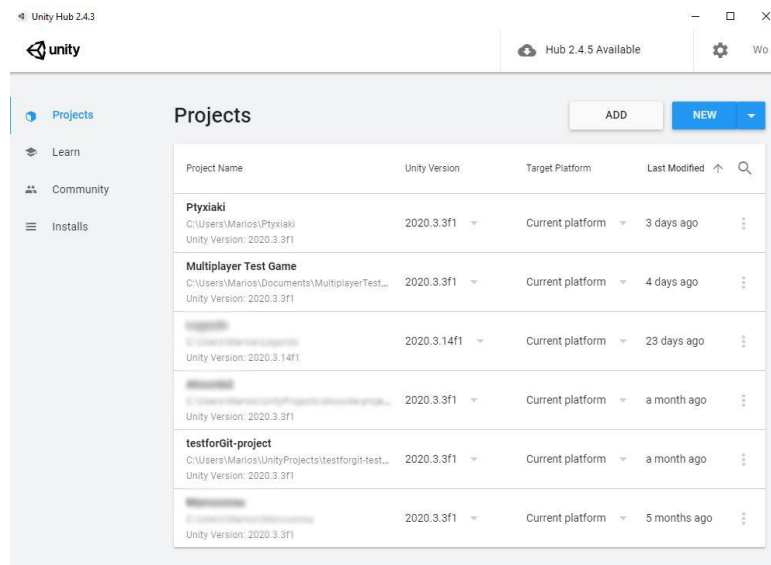 Unity Hub 2.4.3
unity
Hub 2.4.5 Available
Wo
Projects
Learn
Community
Installs
Projects
ADD
NEW
Project Name Unity Version Target Platform Last Modified
Ptyxiaki
C:\Users\Marios\Ptyxiaki
Unity Version: 2020.3.3f1
2020.3.3f1 Current platform 3 days ago
Multiplayer Test Game
C:\Users\Marios\Documents\MultiplayerTest...
Unity Version: 2020.3.3f1
2020.3.3f1 Current platform 4 days ago
Unity Version: 2020.3.14f1
2020.3.14f1 Current platform 23 days ago
Unity Version: 2020.3.3f1
2020.3.3f1 Current platform a month ago
testforGit-project
C:\Users\Marios\UnityProjects\testforgit-test...
Unity Version: 2020.3.3f1
2020.3.3f1 Current platform a month ago
Unity Version: 2020.3.3f1
2020.3.3f1 Current platform 5 months ago